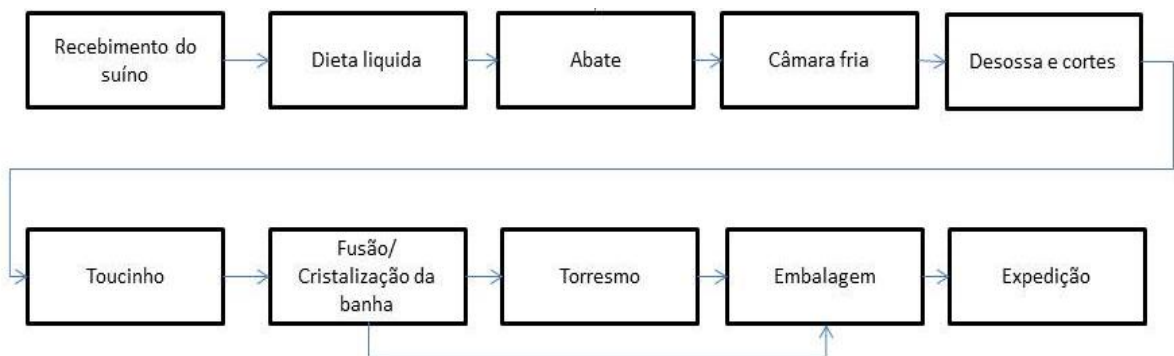 Recebimento do
suíno
Dieta liquida
Abate
Câmara fria
Desossa e cortes
Toucinho
Fusão/
Cristalização da
banha
Torresmo
Embalagem
Expedição